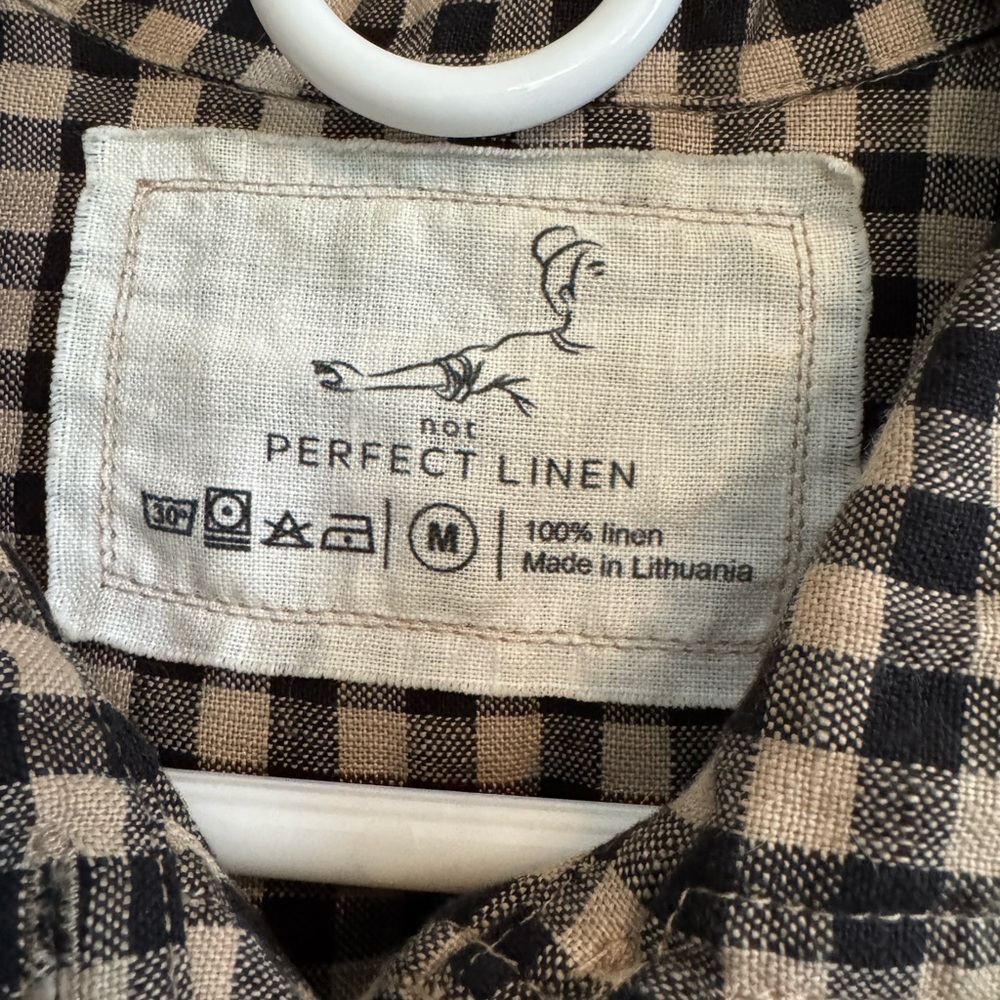 not
PERFECT LINEN
30° M 100% linen
Made in Lithuania